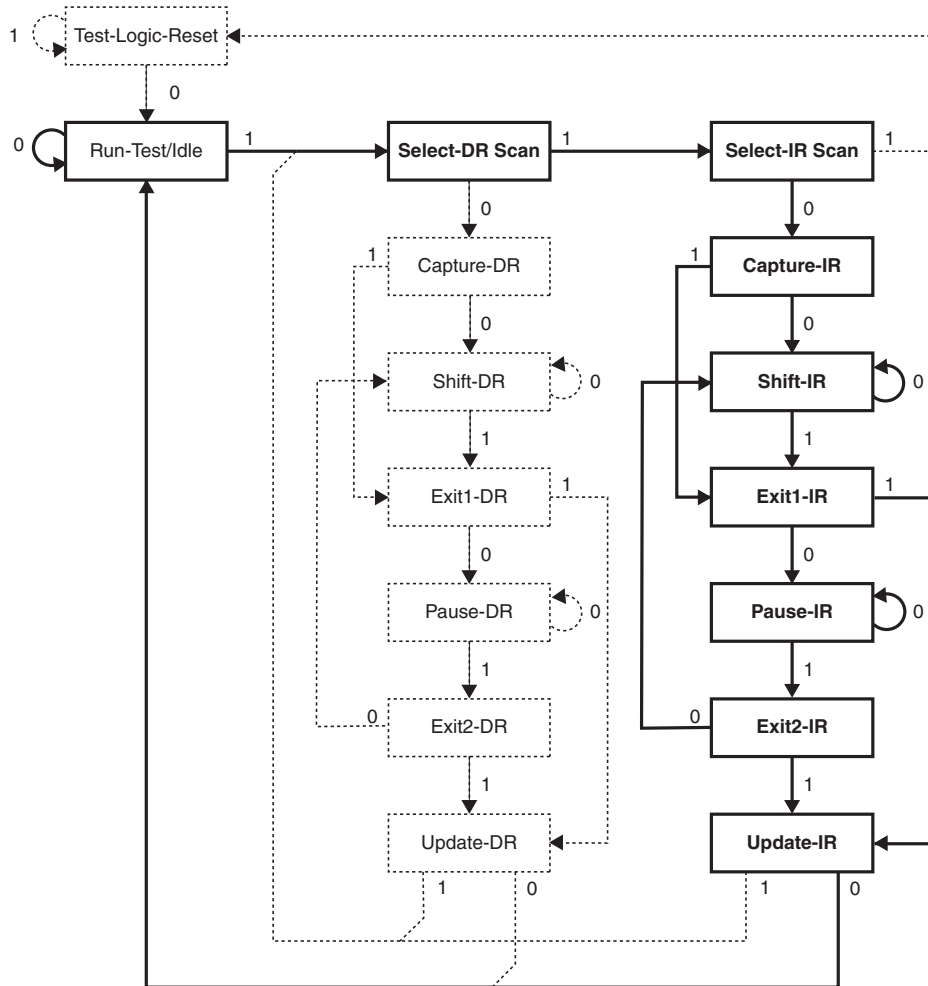 Test-Logic-Reset
1
0
Run-Test/Idle
0
1
Select-DR Scan
1
Select-IR Scan
1
0
0
Capture-DR
1
Capture-IR
1
0
0
Shift-DR
0
Shift-IR
0
1
1
Exit1-DR
1
Exit1-IR
1
0
0
Pause-DR
0
Pause-IR
0
1
1
Exit2-DR
0
Exit2-IR
0
1
1
Update-DR
Update-IR
1
0
1
0